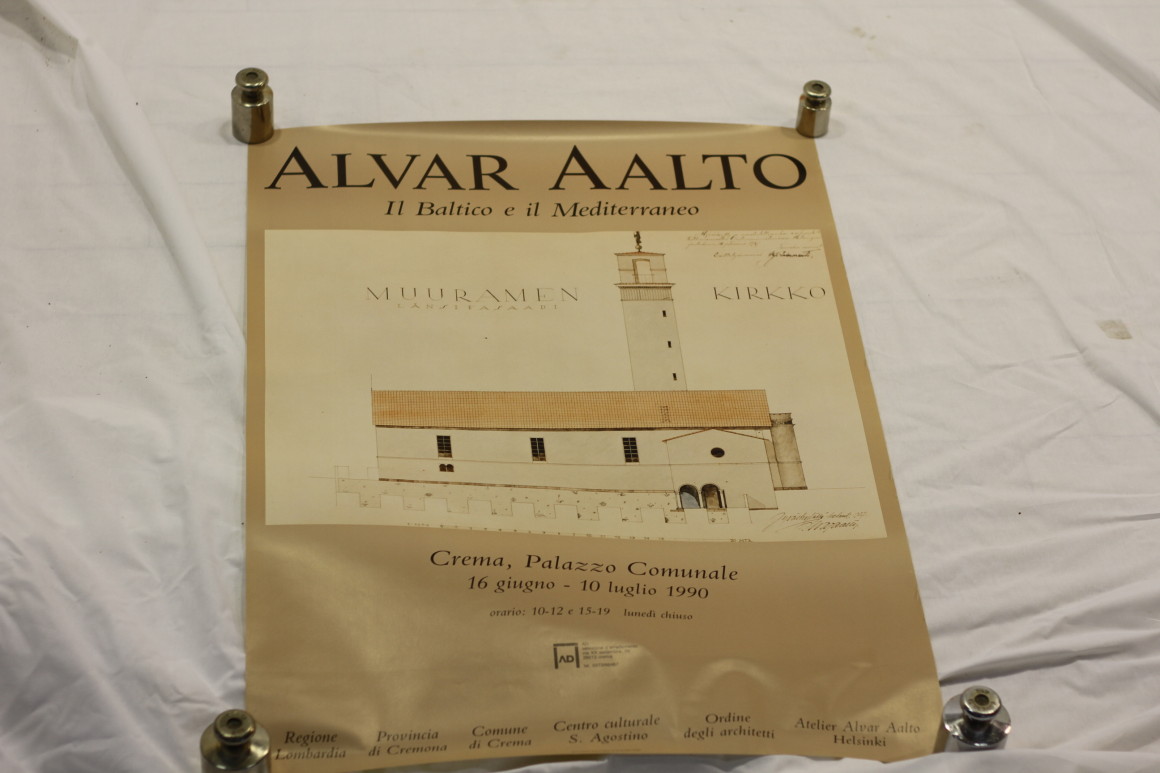 ALVAR AALTO
Il Baltico e il Mediterraneo
MUURAMEN KIRKKO
LÄNSITASAAPE
Crema, Palazzo Comunale
16 giugno - 10 luglio 1990
orario: 10-12 e 15-19 lunedì chiuso
AD
Regione
Lombardia
Provincia
di Cremona
Comune
di Crema
Centro culturale
S. Agostino
Ordine
degli architetti
Atelier Alvar Aalto
Helsinki